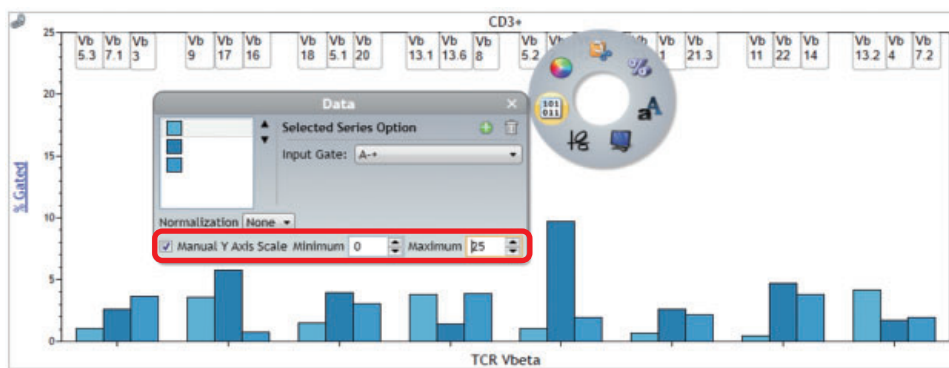 CD3+
25
Vb 5.3 Vb 7.1 Vb 3
Vb 9 Vb 17 Vb 16
Vb 18 Vb 5.1 Vb 20
Vb 13.1 Vb 13.6 Vb 8
Vb 5.2
Vb Vb 21.3
Vb 11 Vb 22 Vb 14
Vb 13.2 Vb 4 Vb 7.2
20
15
10
5
0
% Gated
Data
Selected Series Option
Input Gate: A-+
Normalization None
Manual Y Axis Scale Minimum 0 Maximum 25
%
aA
101
011
TCR Vbeta